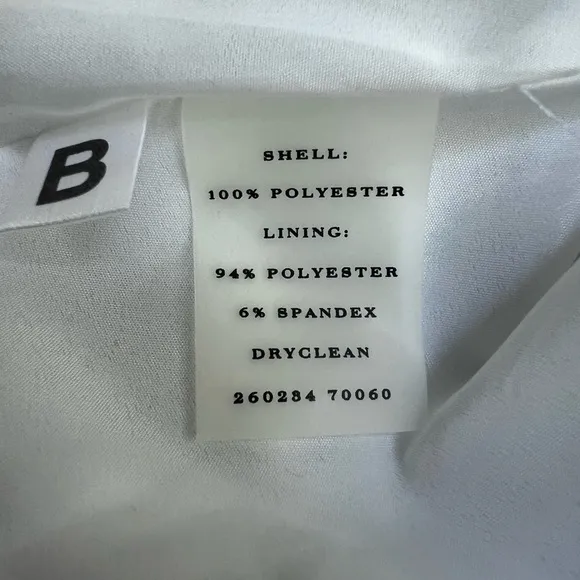 B
SHELL:
100% POLYESTER
LINING:
94% POLYESTER
6% SPANDEX
DRYCLEAN
260284 70060